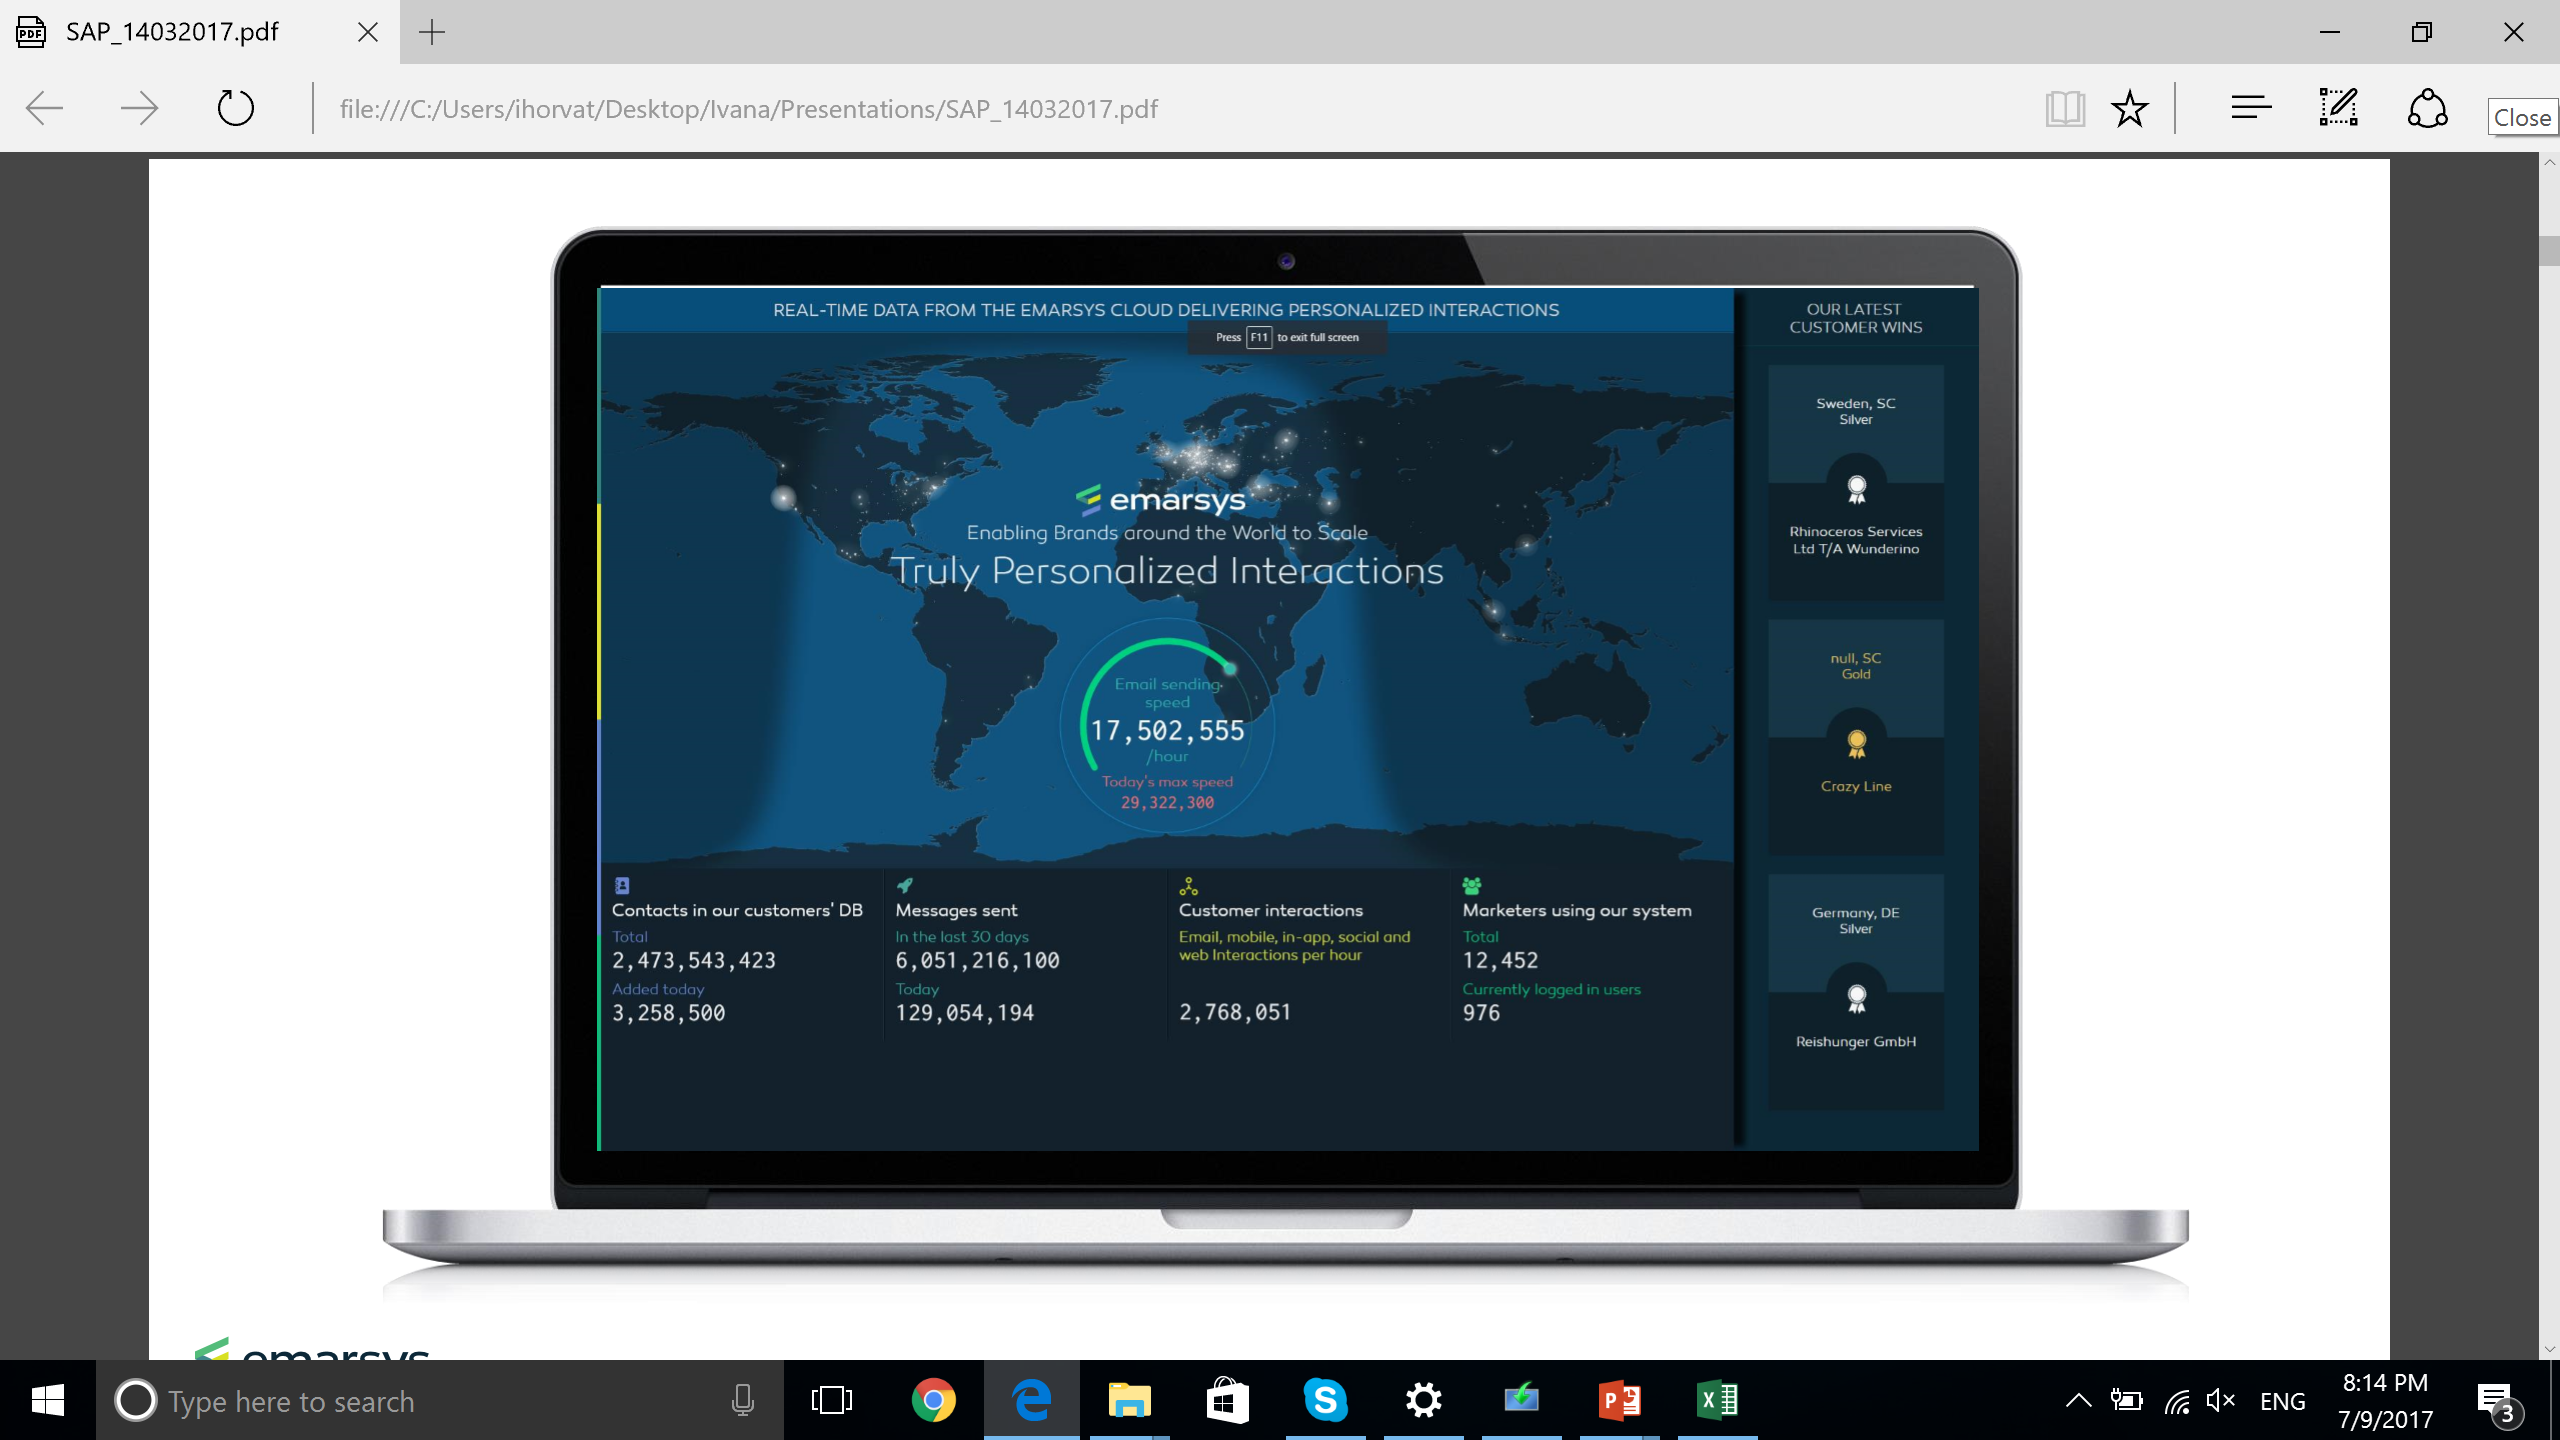 SAP_14032017.pdf
file:///C:/Users/ihorvat/Desktop/Ivana/Presentations/SAP_14032017.pdf
Close
REAL-TIME DATA FROM THE EMARSYS CLOUD DELIVERING PERSONALIZED INTERACTIONS
Press F11 to exit full screen
emarsys
Enabling Brands around the World to Scale
Truly Personalized Interactions
Email sending
speed
17,502,555
/hour
Today's max speed
29,322,300
Contacts in our customers' DB
Total
2,473,543,423
Added today
3,258,500
Messages sent
In the last 30 days
6,051,216,100
Today
129,054,194
Customer interactions
Email, mobile, in-app, social and
web Interactions per hour
2,768,051
Marketers using our system
Total
12,452
Currently logged in users
976
OUR LATEST
CUSTOMER WINS
Sweden, SC
Silver
Rhinoceros Services
Ltd T/A Wunderino
null, SC
Gold
Crazy Line
Germany, DE
Silver
Reishunger GmbH
emarsys
Type here to search
ENG
8:14 PM
7/9/2017
3